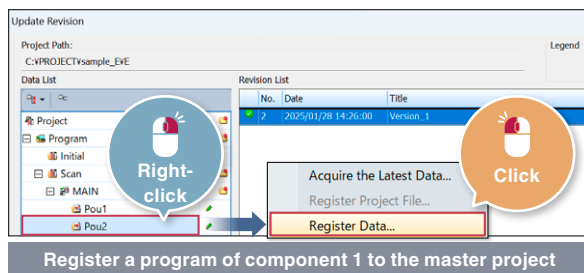 Update Revision
Project Path:
Legend
C:¥PROJECT¥sample_E¥E
Data List
Revision List
No. Date Title
Project
2 2025/01/28 14:26:00 Version_1
Program
Initial
Scan
MAIN
Pou1
Pou2
Right-
click
Acquire the Latest Data...
Register Project File...
Register Data...
Click
Register a program of component 1 to the master project